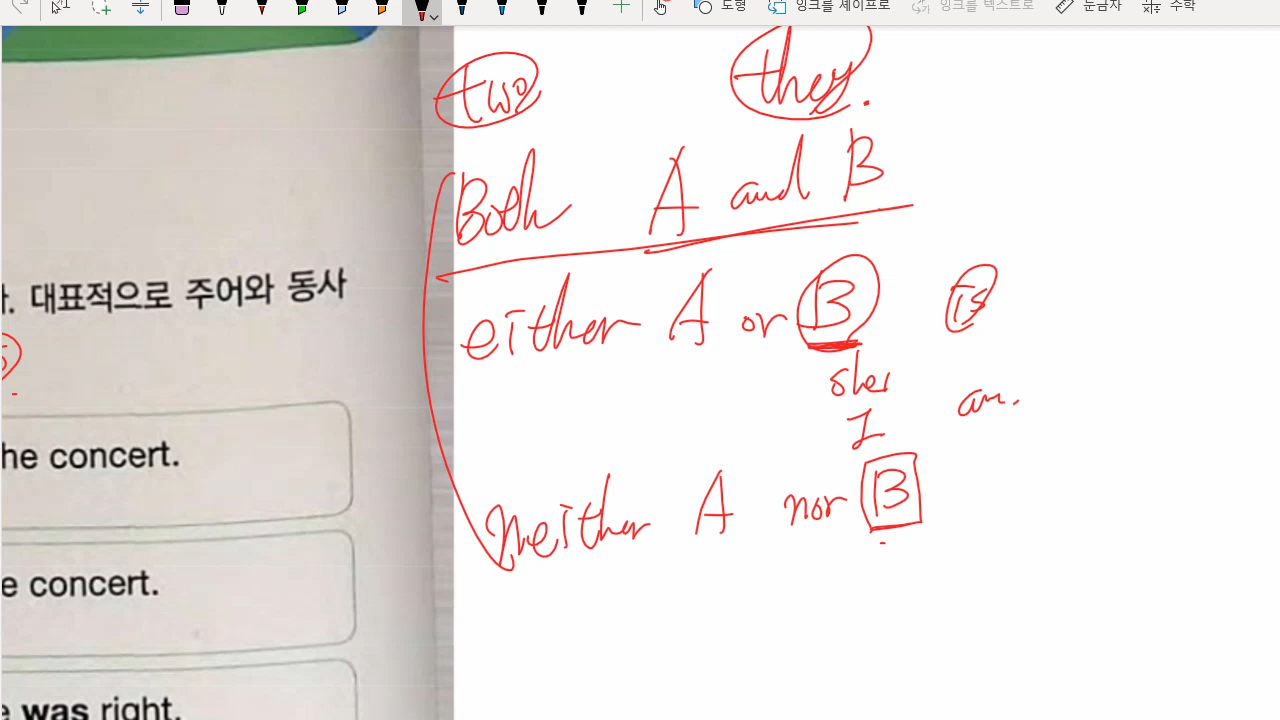 도형 잉크를 셰이프로 잉크를 텍스트로 눈금자 수학
two they.
Both A and B
either A or B is
she
I am.
neither A nor B
. 대표적으로 주어와 동사
he concert.
e concert.
e was right.